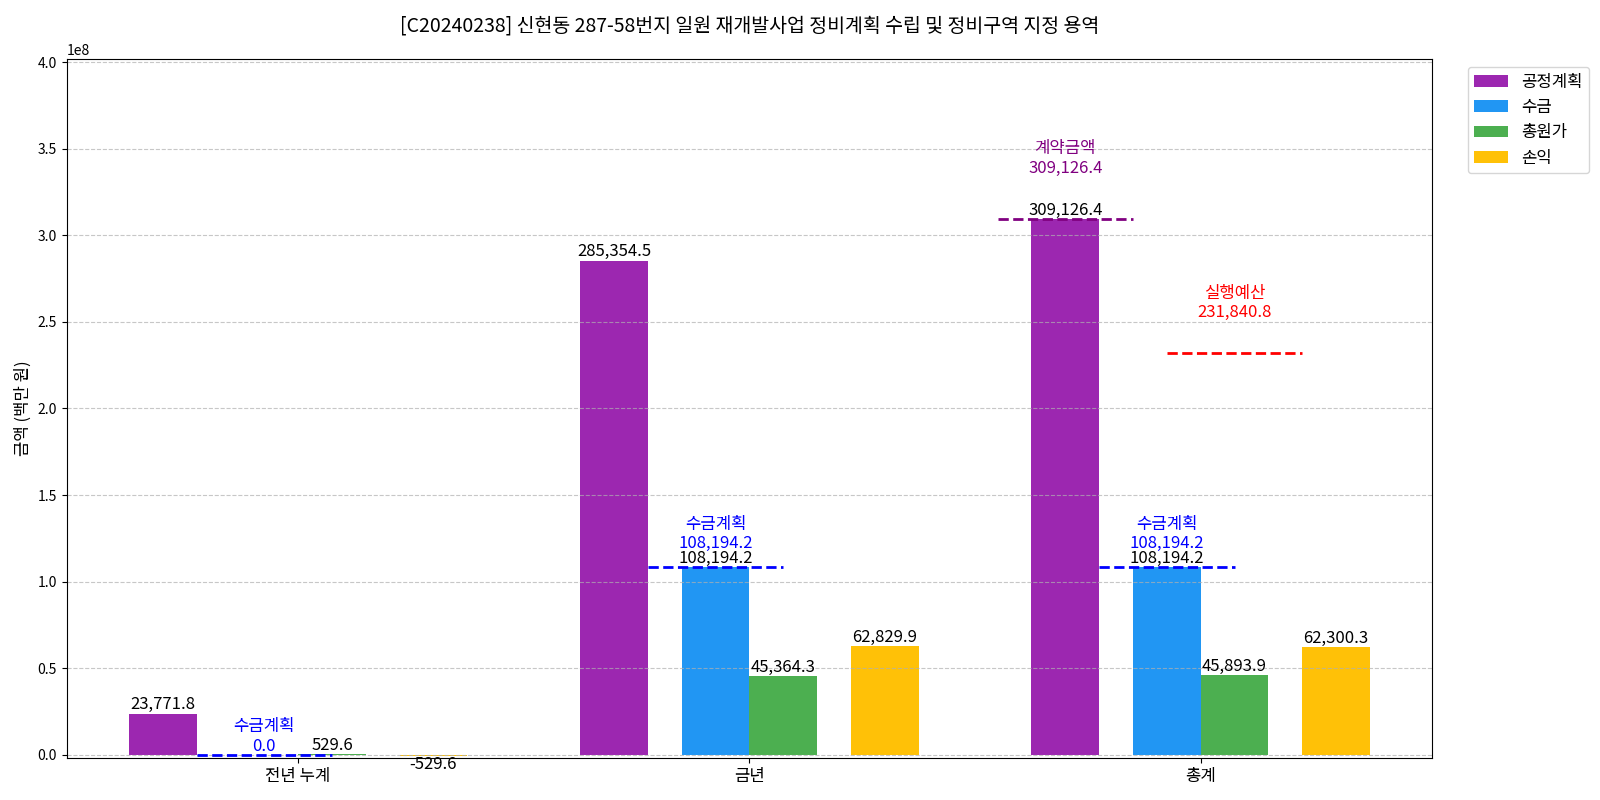 [C20240238] 신현동 287-58번지 일원 재개발사업 정비계획 수립 및 정비구역 지정 용역
1e8
4.0
3.5
3.0
2.5
2.0
1.5
1.0
0.5
0.0
금액 (백만 원)
23,771.8
수금계획
0.0
529.6
-529.6
285,354.5
수금계획
108,194.2
108,194.2
45,364.3
62,829.9
계약금액
309,126.4
309,126.4
실행예산
231,840.8
수금계획
108,194.2
108,194.2
45,893.9
62,300.3
전년 누계
금년
총계
공정계획
수금
총원가
손익